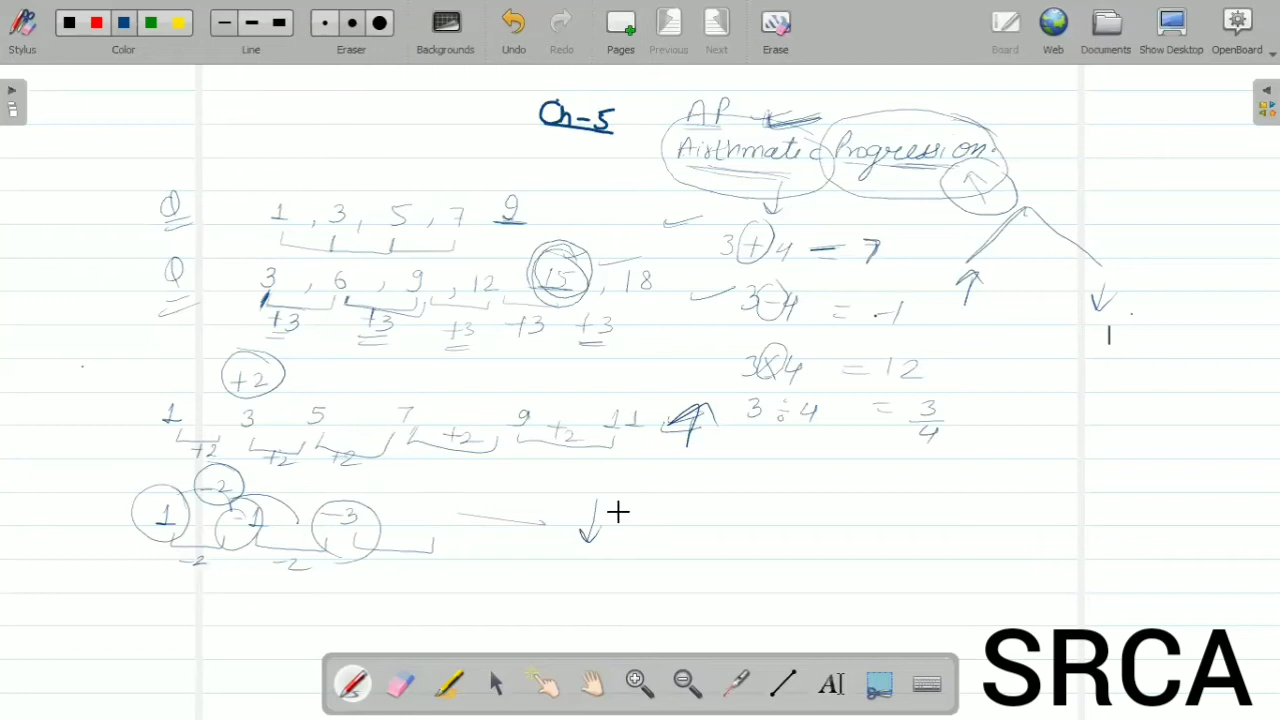 Stylus Color Line Eraser Backgrounds Undo Redo Pages Previous Next Erase Board Web Documents Show Desktop OpenBoard
Ch-5
AP
Airthmatic Progression.
Q 1, 3, 5, 7 9
3 + 4 = 7
Q 3, 6, 9, 12 15, 18
+3 +3 +3 +3 +3
3 - 4 = -1
3 × 4 = 12
3 ÷ 4 = 3/4
+2
1 3 5 7 9 11
+2 +2 +2 +2 +2
-2
1 -1 -3
-2 -2
SRCA